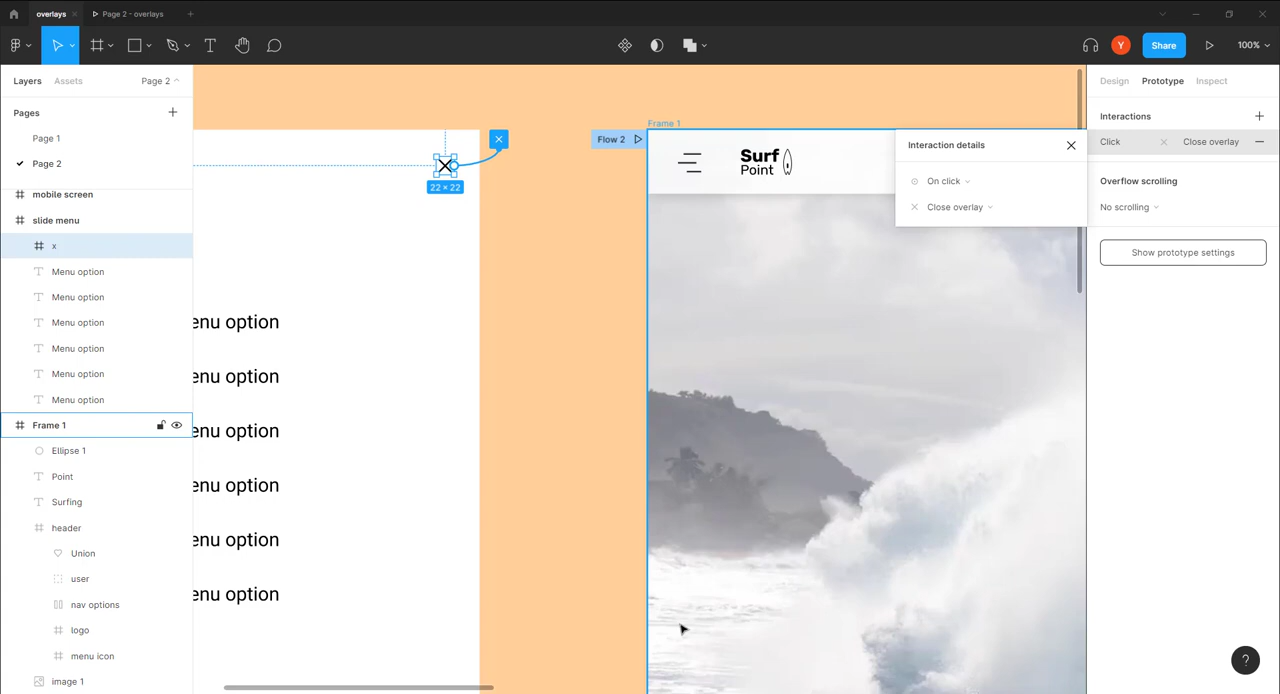 overlays
Page 2 - overlays
Y
Share
100%
Layers
Assets
Page 2
Pages
Page 1
Page 2
mobile screen
slide menu
x
Menu option
Menu option
Menu option
Menu option
Menu option
Menu option
Frame 1
Ellipse 1
Point
Surfing
header
Union
user
nav options
logo
menu icon
image 1
22 × 22
enu option
enu option
enu option
enu option
enu option
enu option
Flow 2
Frame 1
Surf
Point
Interaction details
On click
Close overlay
Design
Prototype
Inspect
Interactions
Click
Close overlay
Overflow scrolling
No scrolling
Show prototype settings
?